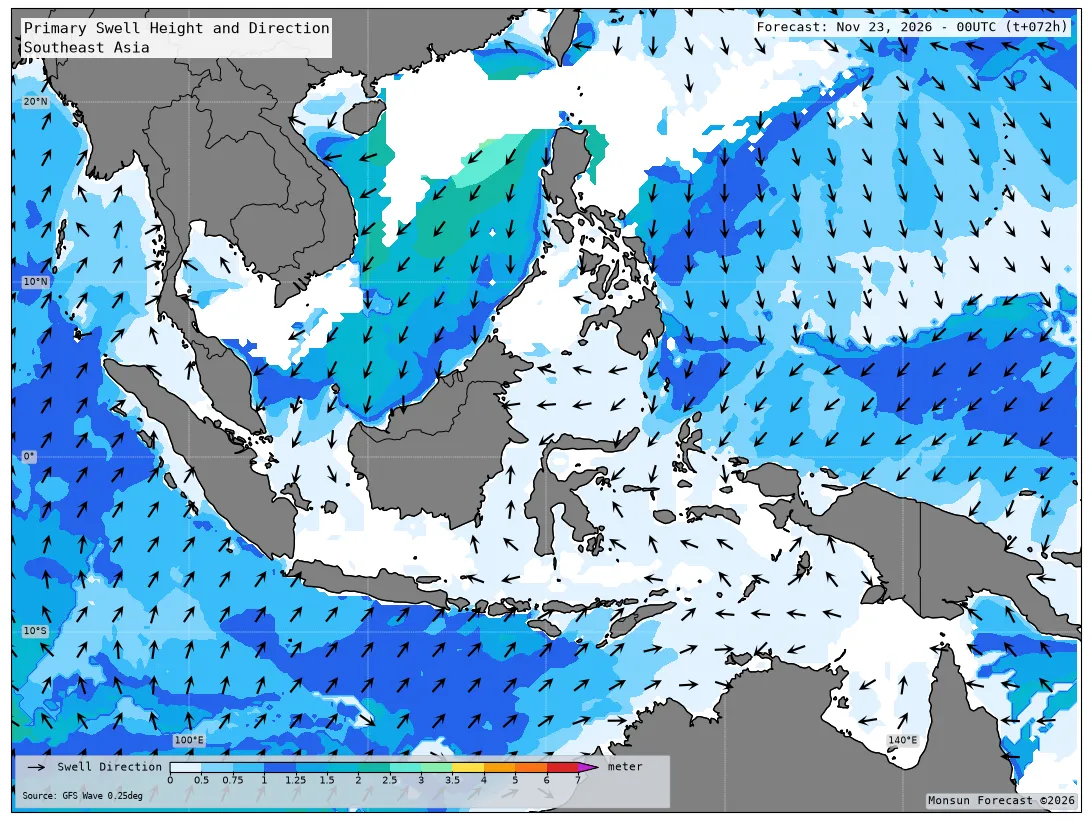 Primary Swell Height and Direction
Southeast Asia
Forecast: Nov 23, 2026 - 00UTC (t+072h)
20°N
10°N
0°
10°S
100°E
140°E
Swell Direction
0 0.5 0.75 1 1.25 1.5 2 2.5 3 3.5 4 5 6 7 meter
Source: GFS Wave 0.25deg
Monsun Forecast ©2026